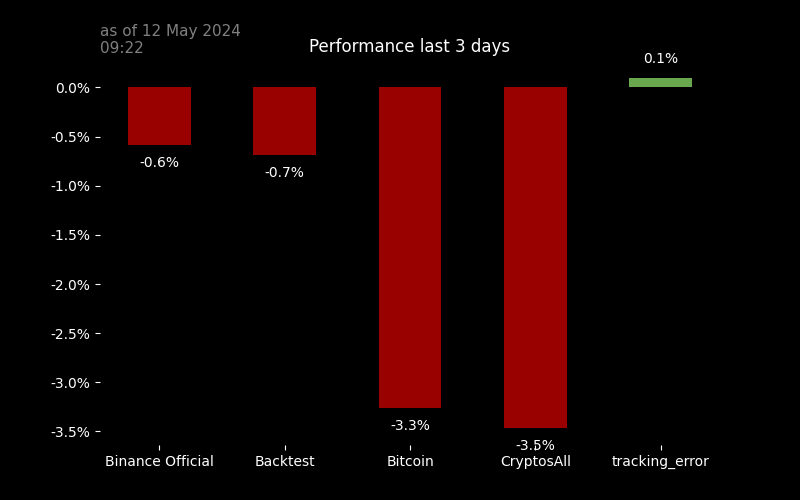 as of 12 May 2024
09:22
Performance last 3 days
0.1%
0.0%
-0.5%
-1.0%
-1.5%
-2.0%
-2.5%
-3.0%
-3.5%
-0.6%
-0.7%
-3.3%
-3.5%
Binance Official
Backtest
Bitcoin
CryptosAll
tracking_error